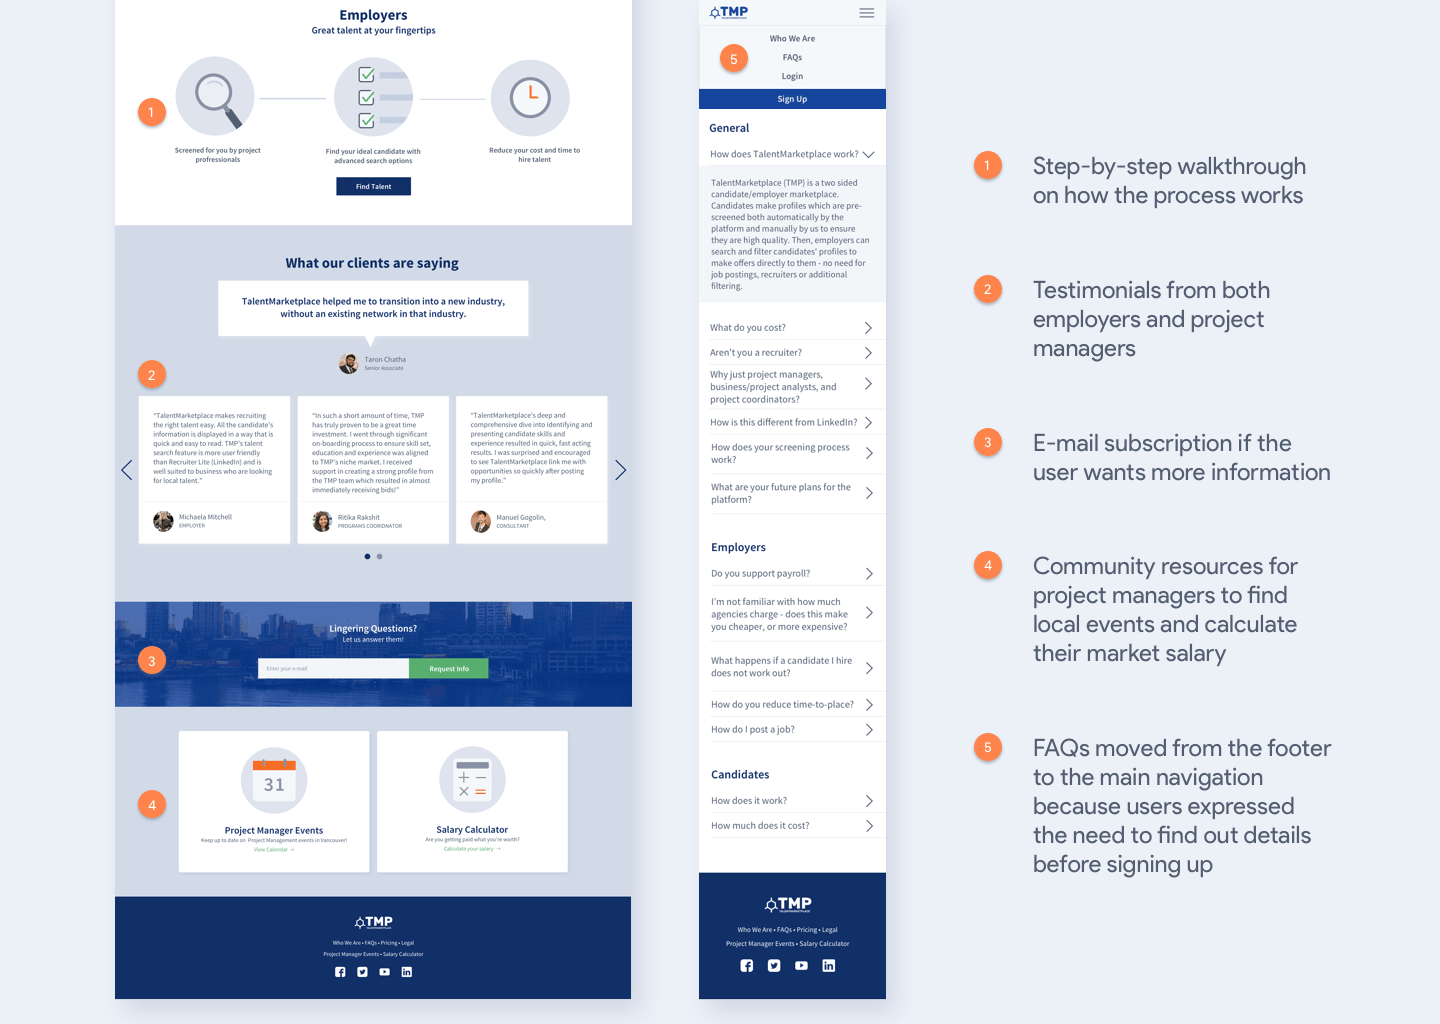 Employers
Great talent at your fingertips
1
Screened for you by project
profressionals
Find your ideal candidate with
advanced search options
Reduce your cost and time to
hire talent
Find Talent
What our clients are saying
TalentMarketplace helped me to transition into a new industry,
without an existing network in that industry.
Taron Chatha
Senior Associate
2
"TalentMarketplace makes recruiting
the right talent easy. All the candidate's
information is displayed in a way that is
quick and easy to read. TMP's talent
search feature is more user friendly
than Recruiter Lite (LinkedIn) and is
well suited to business who are looking
for local talent."
Michaela Mitchell
EMPLOYER
"In such a short amount of time, TMP
has truly proven to be a great time
investment. I went through significant
on-boarding process to ensure skill set,
education and experience was aligned
to TMP's niche market. I received
support in creating a strong profile from
the TMP team which resulted in almost
immediately receiving bids!"
Ritika Rakshit
PROGRAMS COORIDNATOR
"TalentMarketplace's deep and
comprehensive dive into identifying and
presenting candidate skills and
experience resulted in quick, fast acting
results. I was surprised and encouraged
to see TalentMarketplace link me with
opportunities so quickly after posting
my profile."
Manuel Gogolin,
CONSULTANT
Lingering Questions?
Let us answer them!
3
Enter your e-mail
Request Info
4
31
Project Manager Events
Keep up to date on Project Management events in Vancouver!
View Calendar →
Salary Calculator
Are you getting paid what you're worth?
Calculate your salary →
TMP
TALENTMARKETPLACE
Who We Are • FAQs • Pricing • Legal
Project Manager Events • Salary Calculator
TMP
TALENTMARKETPLACE
Who We Are
5
FAQs
Login
Sign Up
General
How does TalentMarketplace work?
TalentMarketplace (TMP) is a two sided
candidate/employer marketplace.
Candidates make profiles which are pre-
screened both automatically by the
platform and manually by us to ensure
they are high quality. Then, employers can
search and filter candidates' profiles to
make offers directly to them - no need for
job postings, recruiters or additional
filtering.
What do you cost?
Aren't you a recruiter?
Why just project managers,
business/project analysts, and
project coordinators?
How is this different from LinkedIn?
How does your screening process
work?
What are your future plans for the
platform?
Employers
Do you support payroll?
I'm not familiar with how much
agencies charge - does this make
you cheaper, or more expensive?
What happens if a candidate I hire
does not work out?
How do you reduce time-to-place?
How do I post a job?
Candidates
How does it work?
How much does it cost?
TMP
TALENTMARKETPLACE
Who We Are • FAQs • Pricing • Legal
Project Manager Events • Salary Calculator
1
Step-by-step walkthrough
on how the process works
2
Testimonials from both
employers and project
managers
3
E-mail subscription if the
user wants more information
4
Community resources for
project managers to find
local events and calculate
their market salary
5
FAQs moved from the footer
to the main navigation
because users expressed
the need to find out details
before signing up